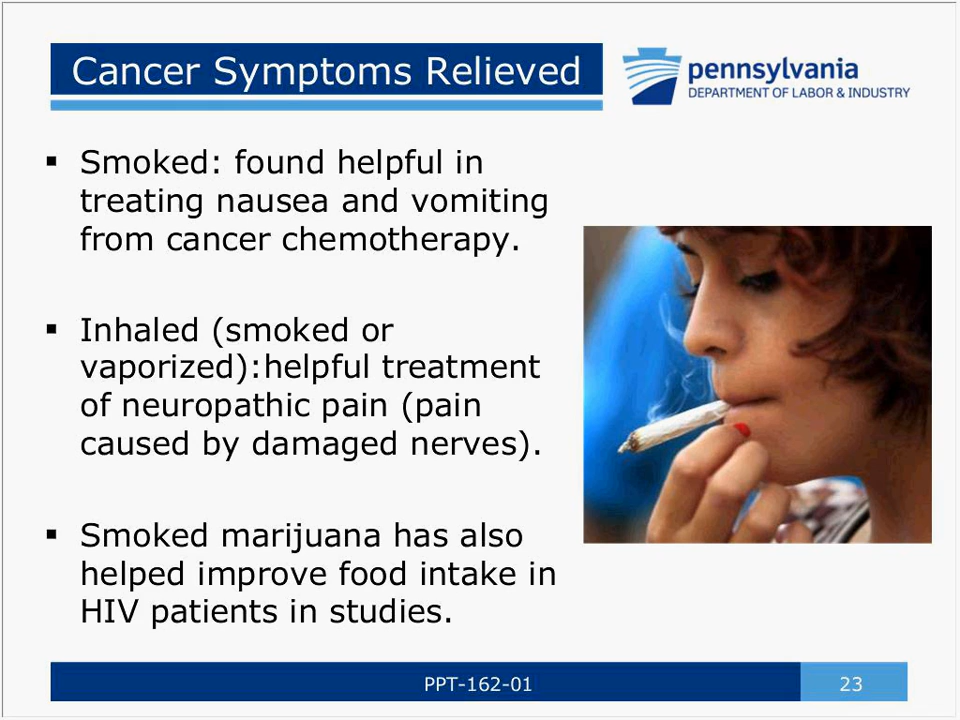 Cancer Symptoms Relieved
pennsylvania
DEPARTMENT OF LABOR & INDUSTRY
▪ Smoked: found helpful in
treating nausea and vomiting
from cancer chemotherapy.
▪ Inhaled (smoked or
vaporized):helpful treatment
of neuropathic pain (pain
caused by damaged nerves).
▪ Smoked marijuana has also
helped improve food intake in
HIV patients in studies.
PPT-162-01
23